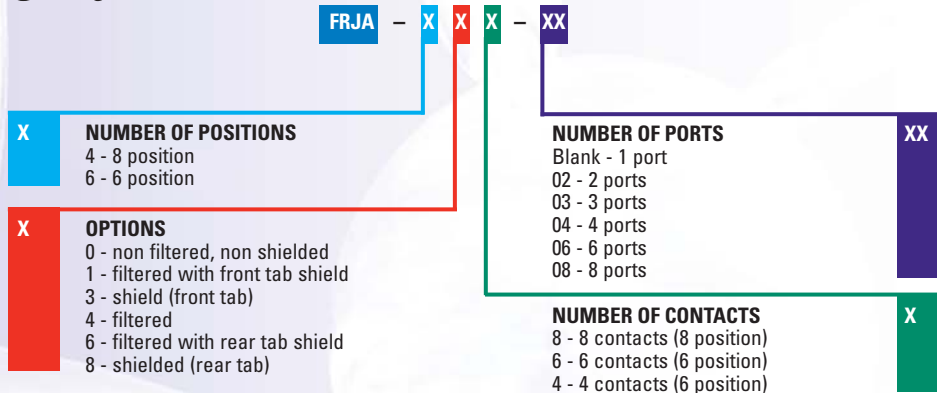 FRJA – X X X – XX
X
NUMBER OF POSITIONS
4 - 8 position
6 - 6 position
X
OPTIONS
0 - non filtered, non shielded
1 - filtered with front tab shield
3 - shield (front tab)
4 - filtered
6 - filtered with rear tab shield
8 - shielded (rear tab)
NUMBER OF PORTS
XX
Blank - 1 port
02 - 2 ports
03 - 3 ports
04 - 4 ports
06 - 6 ports
08 - 8 ports
NUMBER OF CONTACTS
X
8 - 8 contacts (8 position)
6 - 6 contacts (6 position)
4 - 4 contacts (6 position)